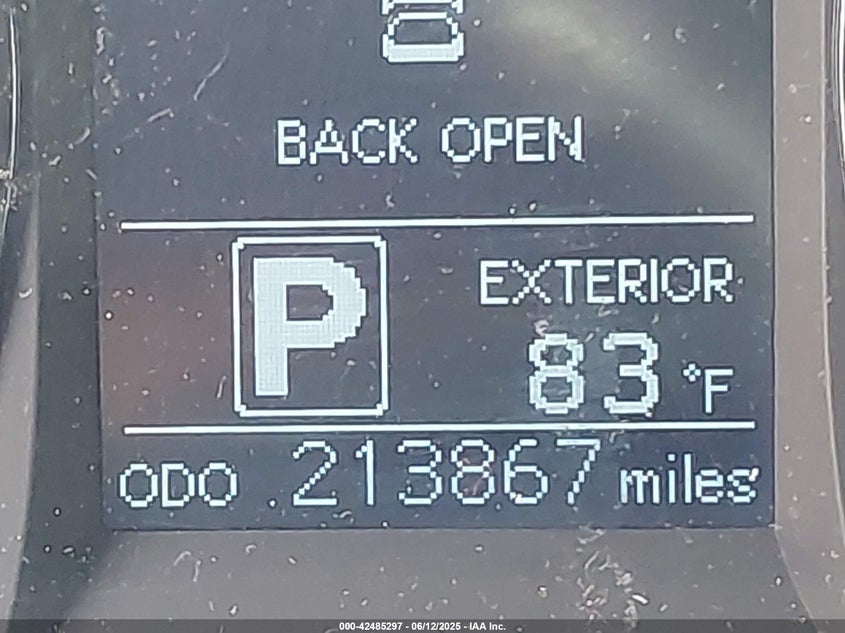 BACK OPEN
P
EXTERIOR
83 °F
ODO 213867 miles
000-42485297 - 06/12/2025 - IAA Inc.